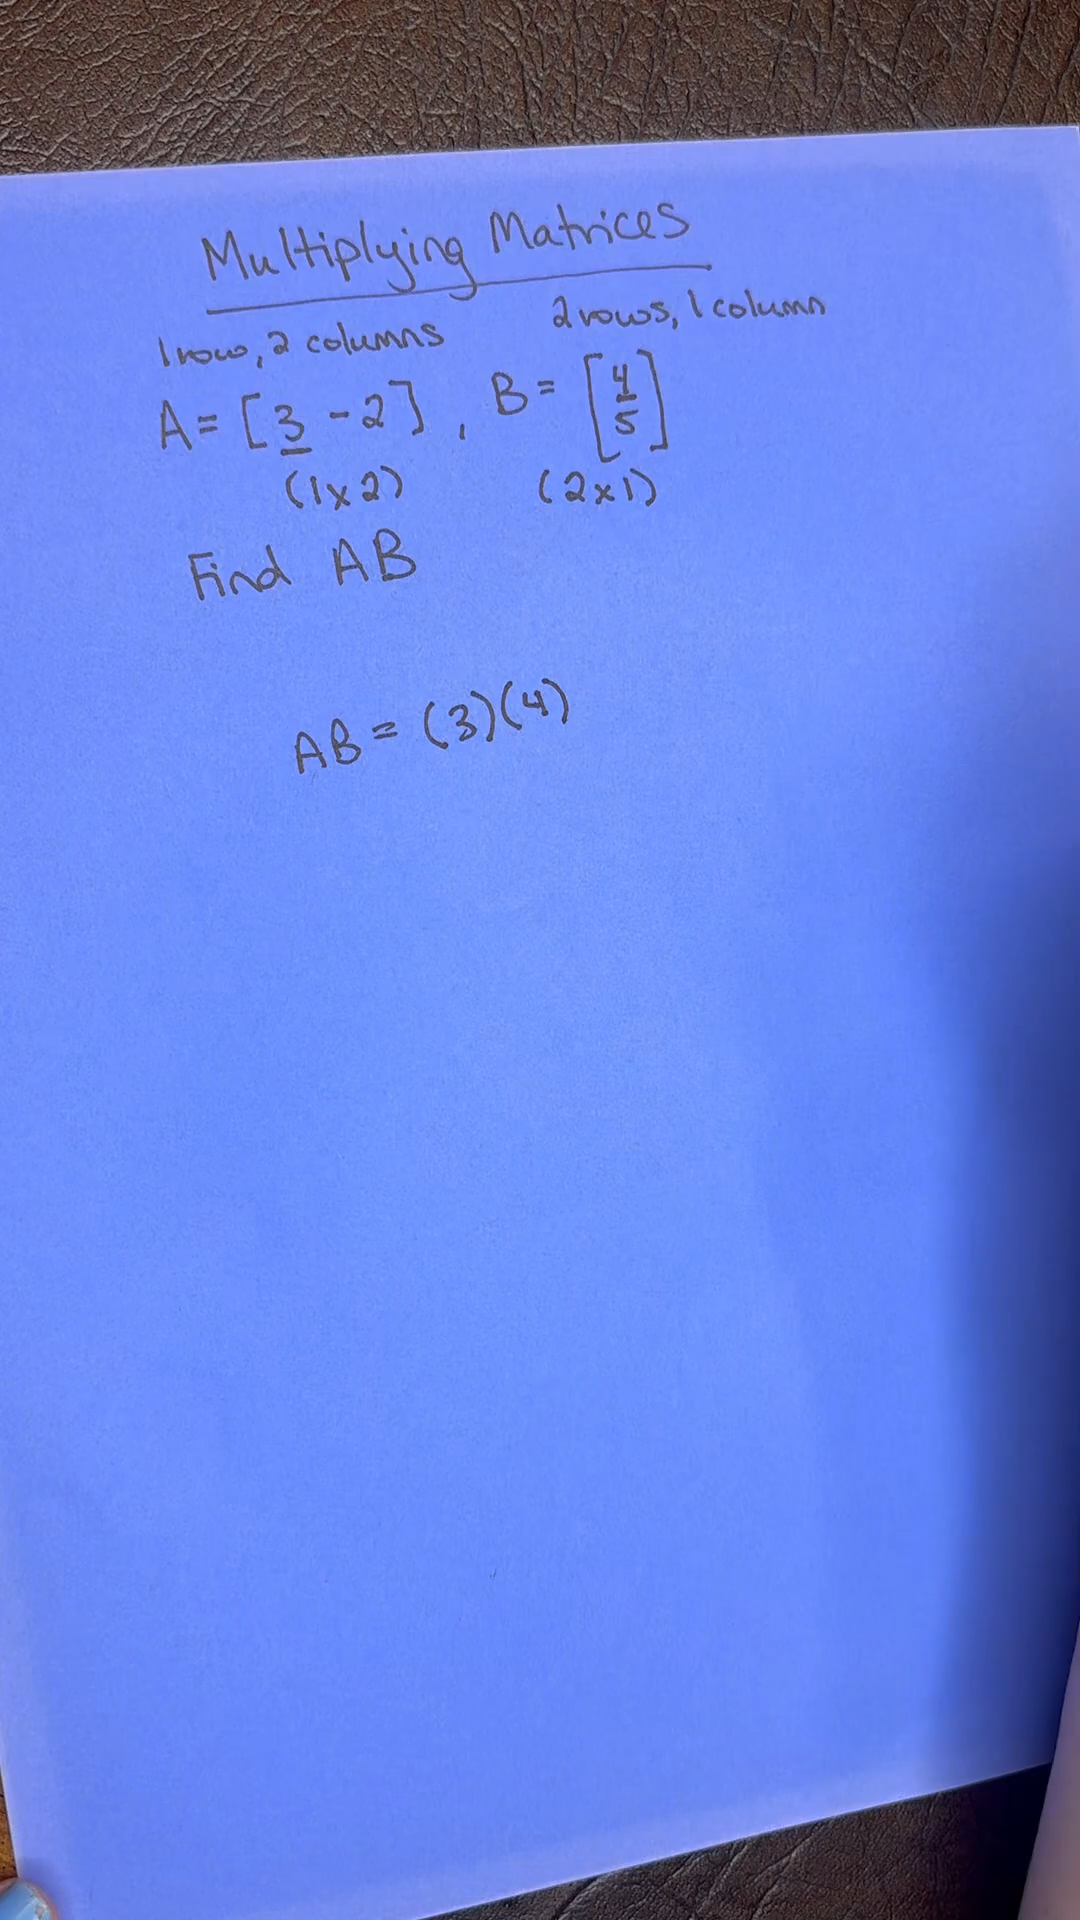 Multiplying Matrices
1 row, 2 columns 2 rows, 1 column
A = [3 -2] , B = [4
5]
(1x2) (2x1)
Find AB
AB = (3)(4)